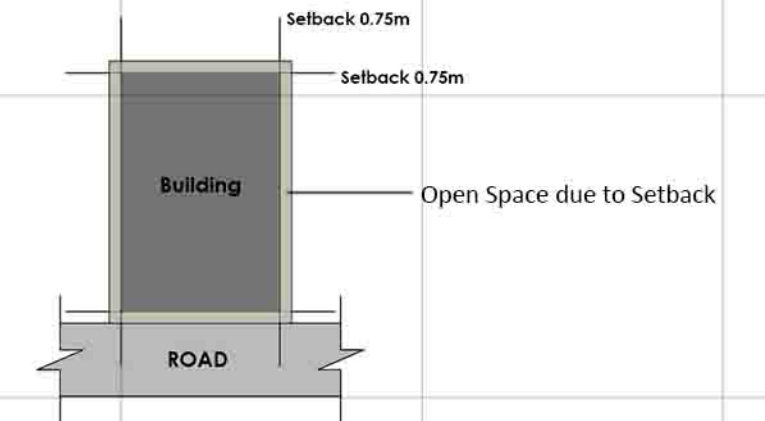 Setback 0.75m
Setback 0.75m
Building
Open Space due to Setback
ROAD